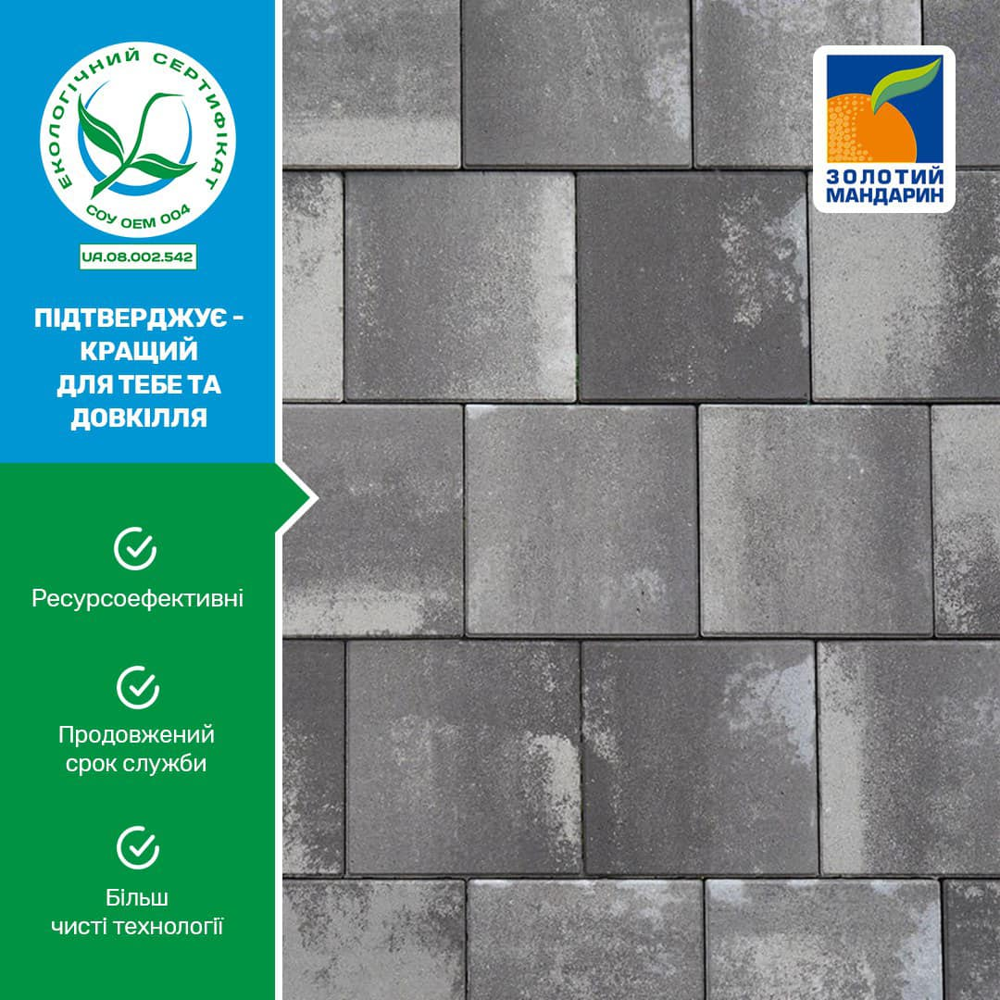 ЕКОЛОГІЧНИЙ СЕРТИФІКАТ
СОУ ОЕМ 004
UA.08.002.542
ПІДТВЕРДЖУЄ -
КРАЩИЙ
ДЛЯ ТЕБЕ ТА
ДОВКІЛЛЯ
Ресурсоефективні
Продовжений
срок служби
Більш
чисті технології
ЗОЛОТИЙ
МАНДАРИН